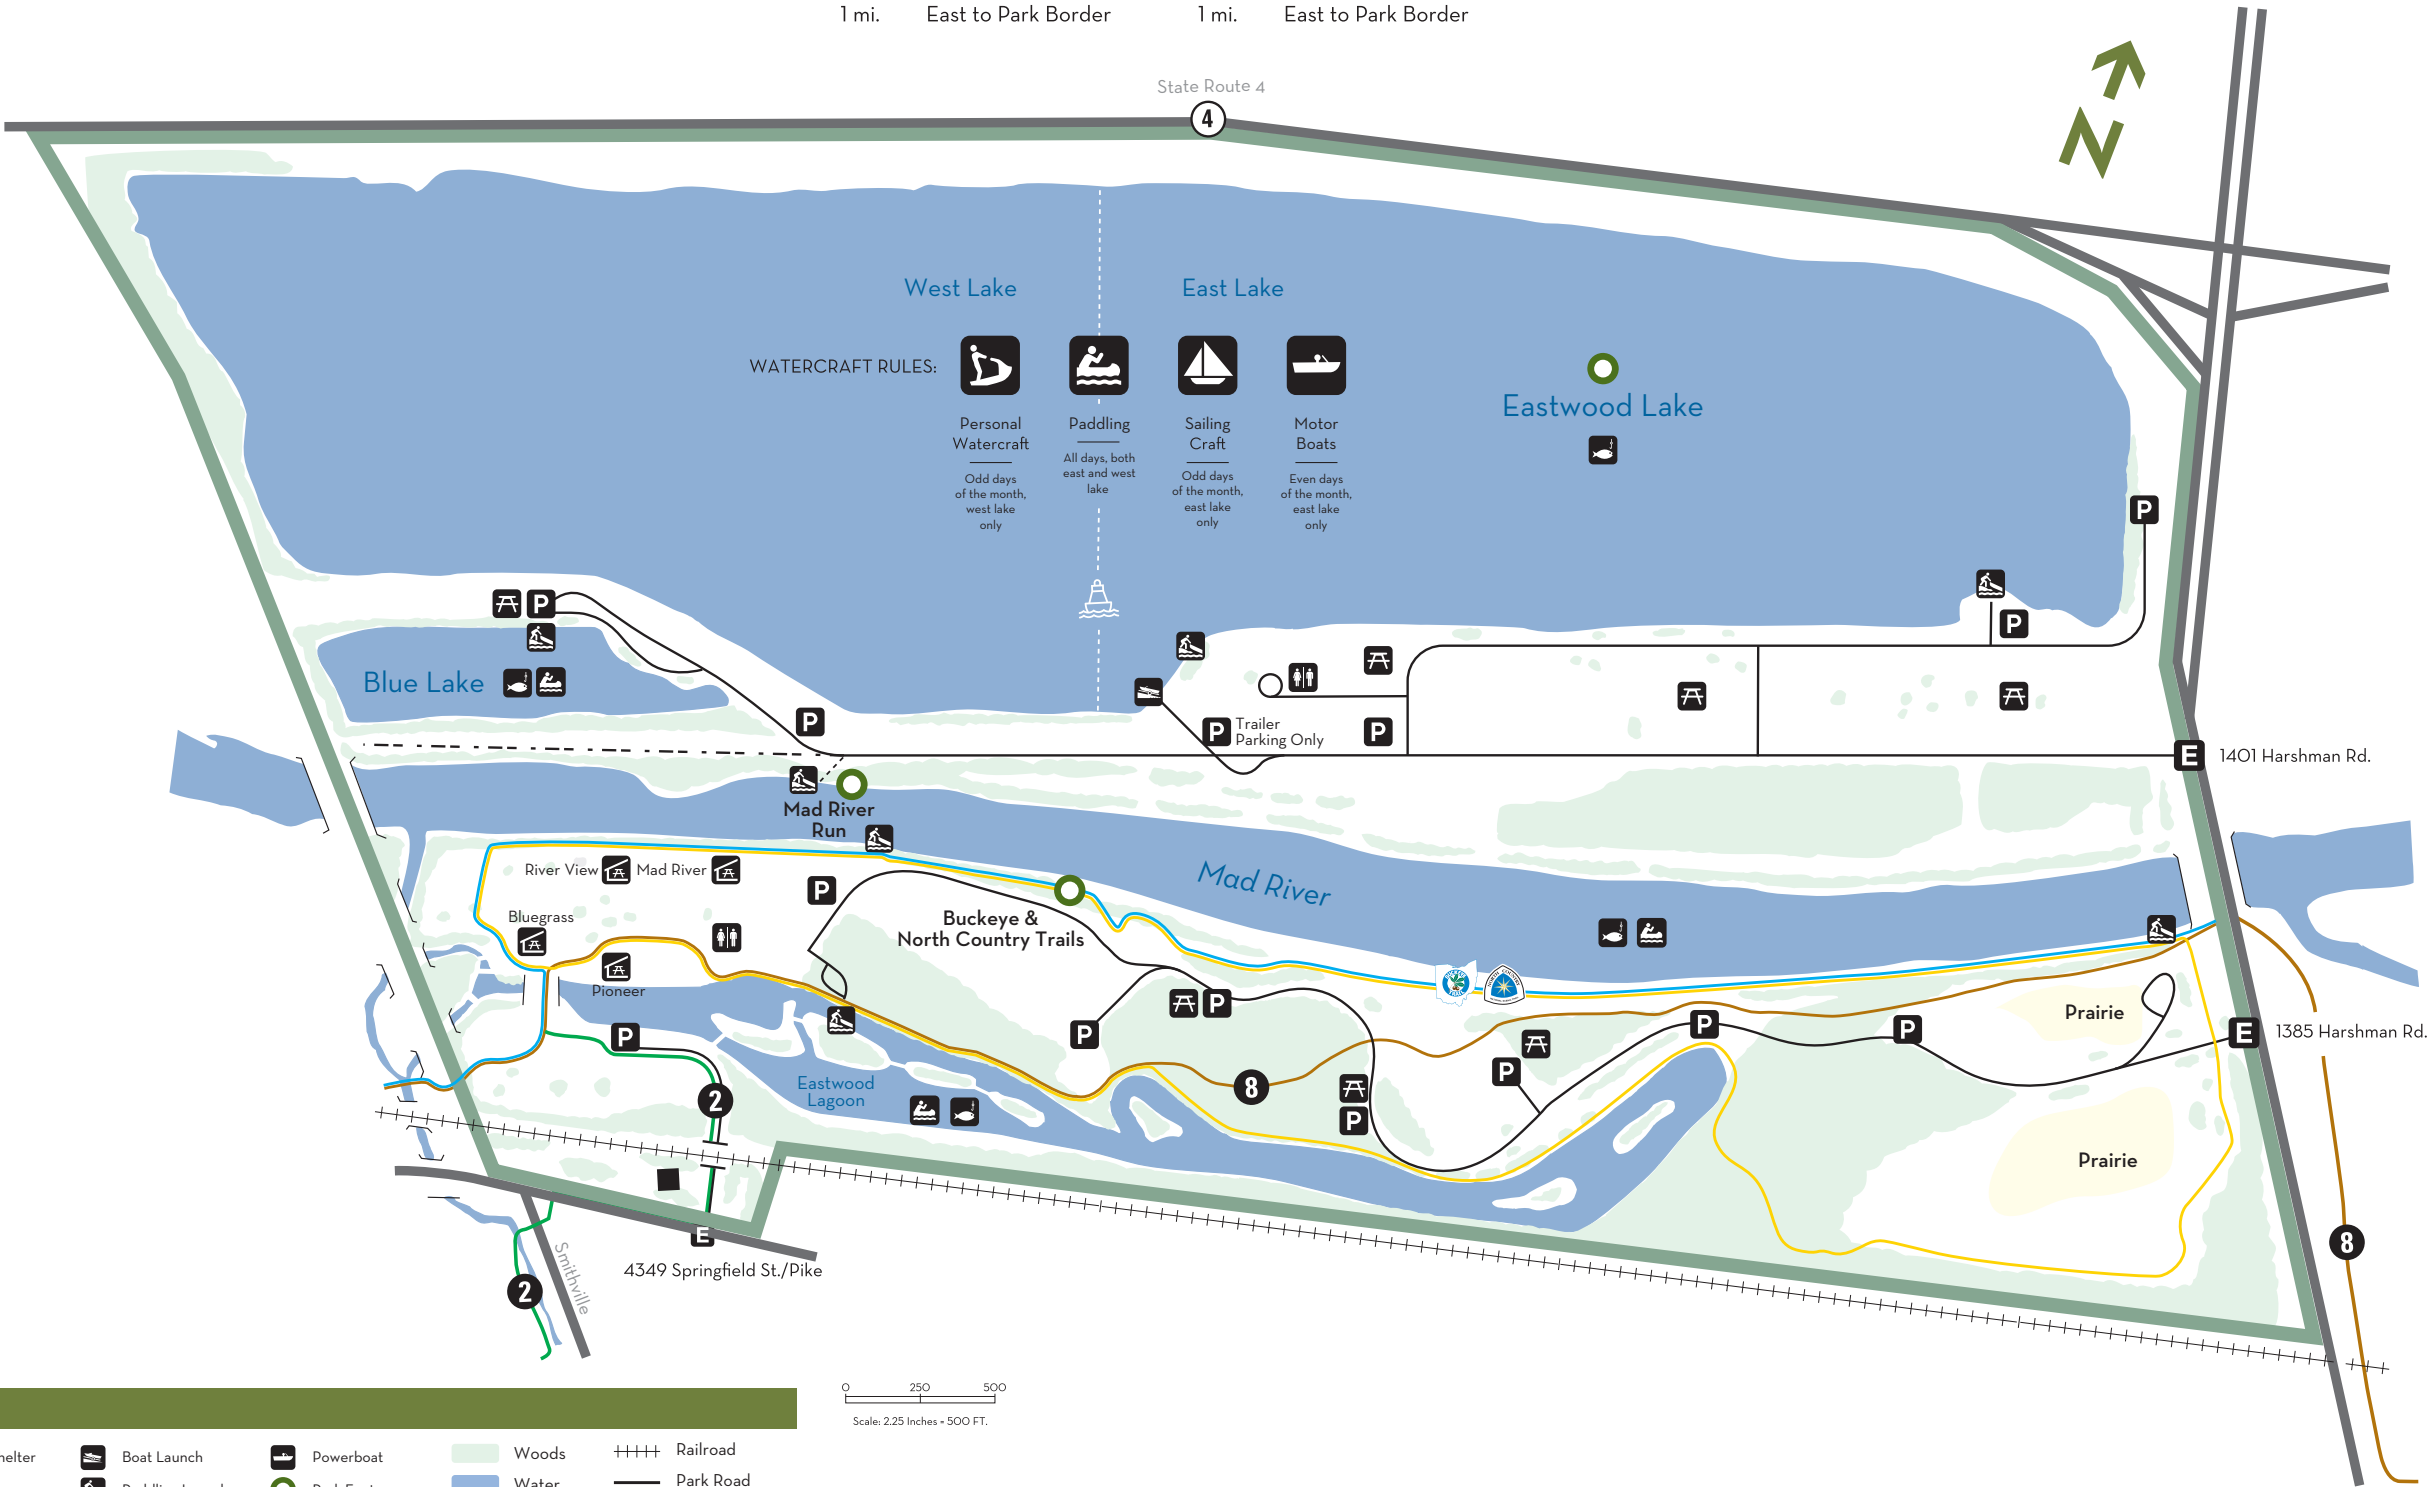 1 mi. East to Park Border 1 mi. East to Park Border
State Route 4
4
N
West Lake East Lake
WATERCRAFT RULES:
Personal
Watercraft
Odd days
of the month,
west lake
only
Paddling
All days, both
east and west
lake
Sailing
Craft
Odd days
of the month,
east lake
only
Motor
Boats
Even days
of the month,
east lake
only
Eastwood Lake
P
P
P
Blue Lake
P
P Trailer
Parking Only
P
E 1401 Harshman Rd.
Mad River
Run
River View Mad River
P
Mad River
Buckeye &
North Country Trails
Bluegrass
Pioneer
P
P
P
P
P
P
P
P
Prairie
E 1385 Harshman Rd.
Eastwood
Lagoon
2
8
Prairie
E
4349 Springfield St./Pike
Smithville
2
8
0 250 500
Scale: 2.25 Inches = 500 FT.
helter Boat Launch Powerboat Woods Railroad
Water Park Road